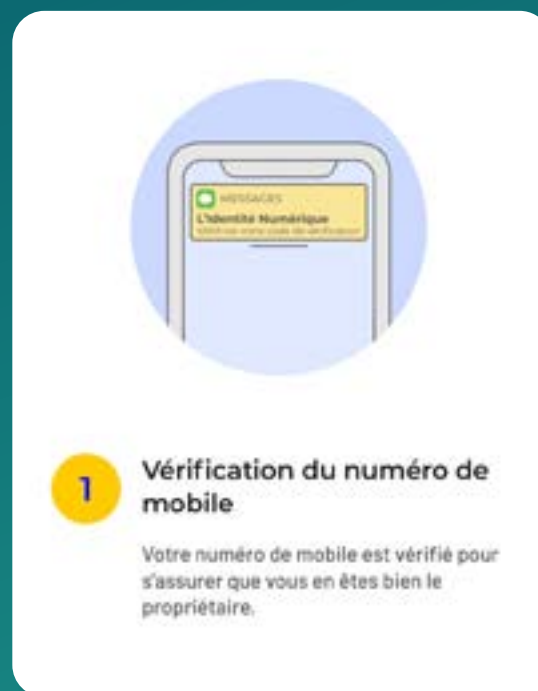 MESSAGES
L'Identité Numérique
1
Vérification du numéro de
mobile
Votre numéro de mobile est vérifié pour
s'assurer que vous en êtes bien le
propriétaire.